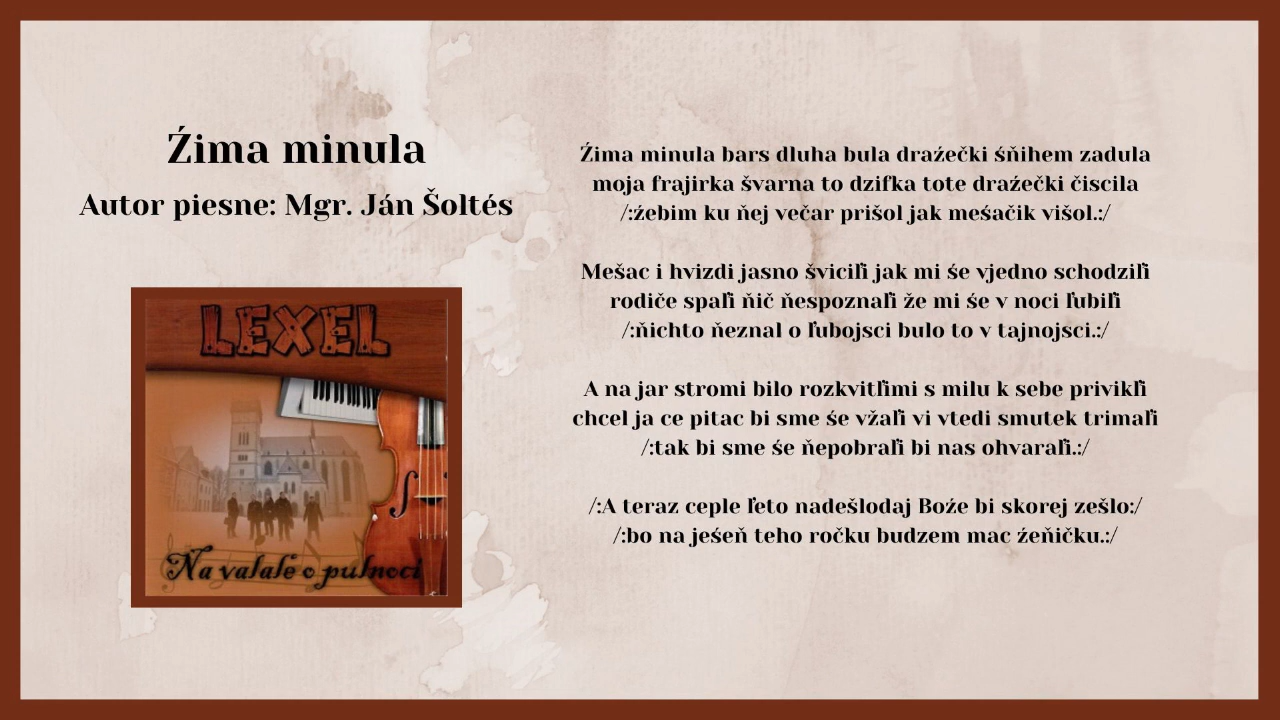 Źima minula
Autor piesne: Mgr. Ján Šoltés
LEXEL
Na valaľe o pulnoci
Źima minula bars dluha bula draźečki śňihem zadula
moja frajirka švarna to dzifka tote draźečki čiscila
/:źebim ku ňej večar prišol jak meśačik višol.:/
Mešac i hvizdi jasno šviciľi jak mi śe vjedno schodziľi
rodiče spaľi ňič ňespoznaľi že mi śe v noci ľubiľi
/:ňichto ňeznal o ľubojsci bulo to v tajnojsci.:/
A na jar stromi bilo rozkvitľimi s milu k sebe privikľi
chcel ja ce pitac bi sme śe vžaľi vi vtedi smutek trimaľi
/:tak bi sme śe ňepobraľi bi nas ohvaraľi.:/
/:A teraz ceple ľeto nadešlodaj Boźe bi skorej zešlo:/
/:bo na jeśeň teho ročku budzem mac źeňičku.:/